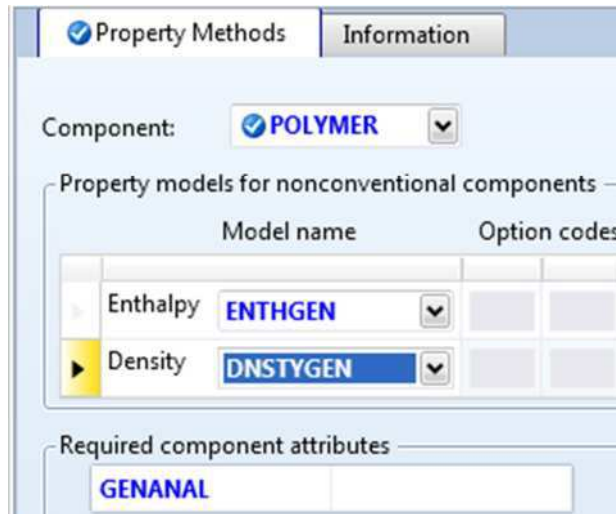 Property Methods Information
Component: POLYMER
Property models for nonconventional components
Model name Option codes
Enthalpy ENTHGEN
Density DNSTYGEN
Required component attributes
GENANAL